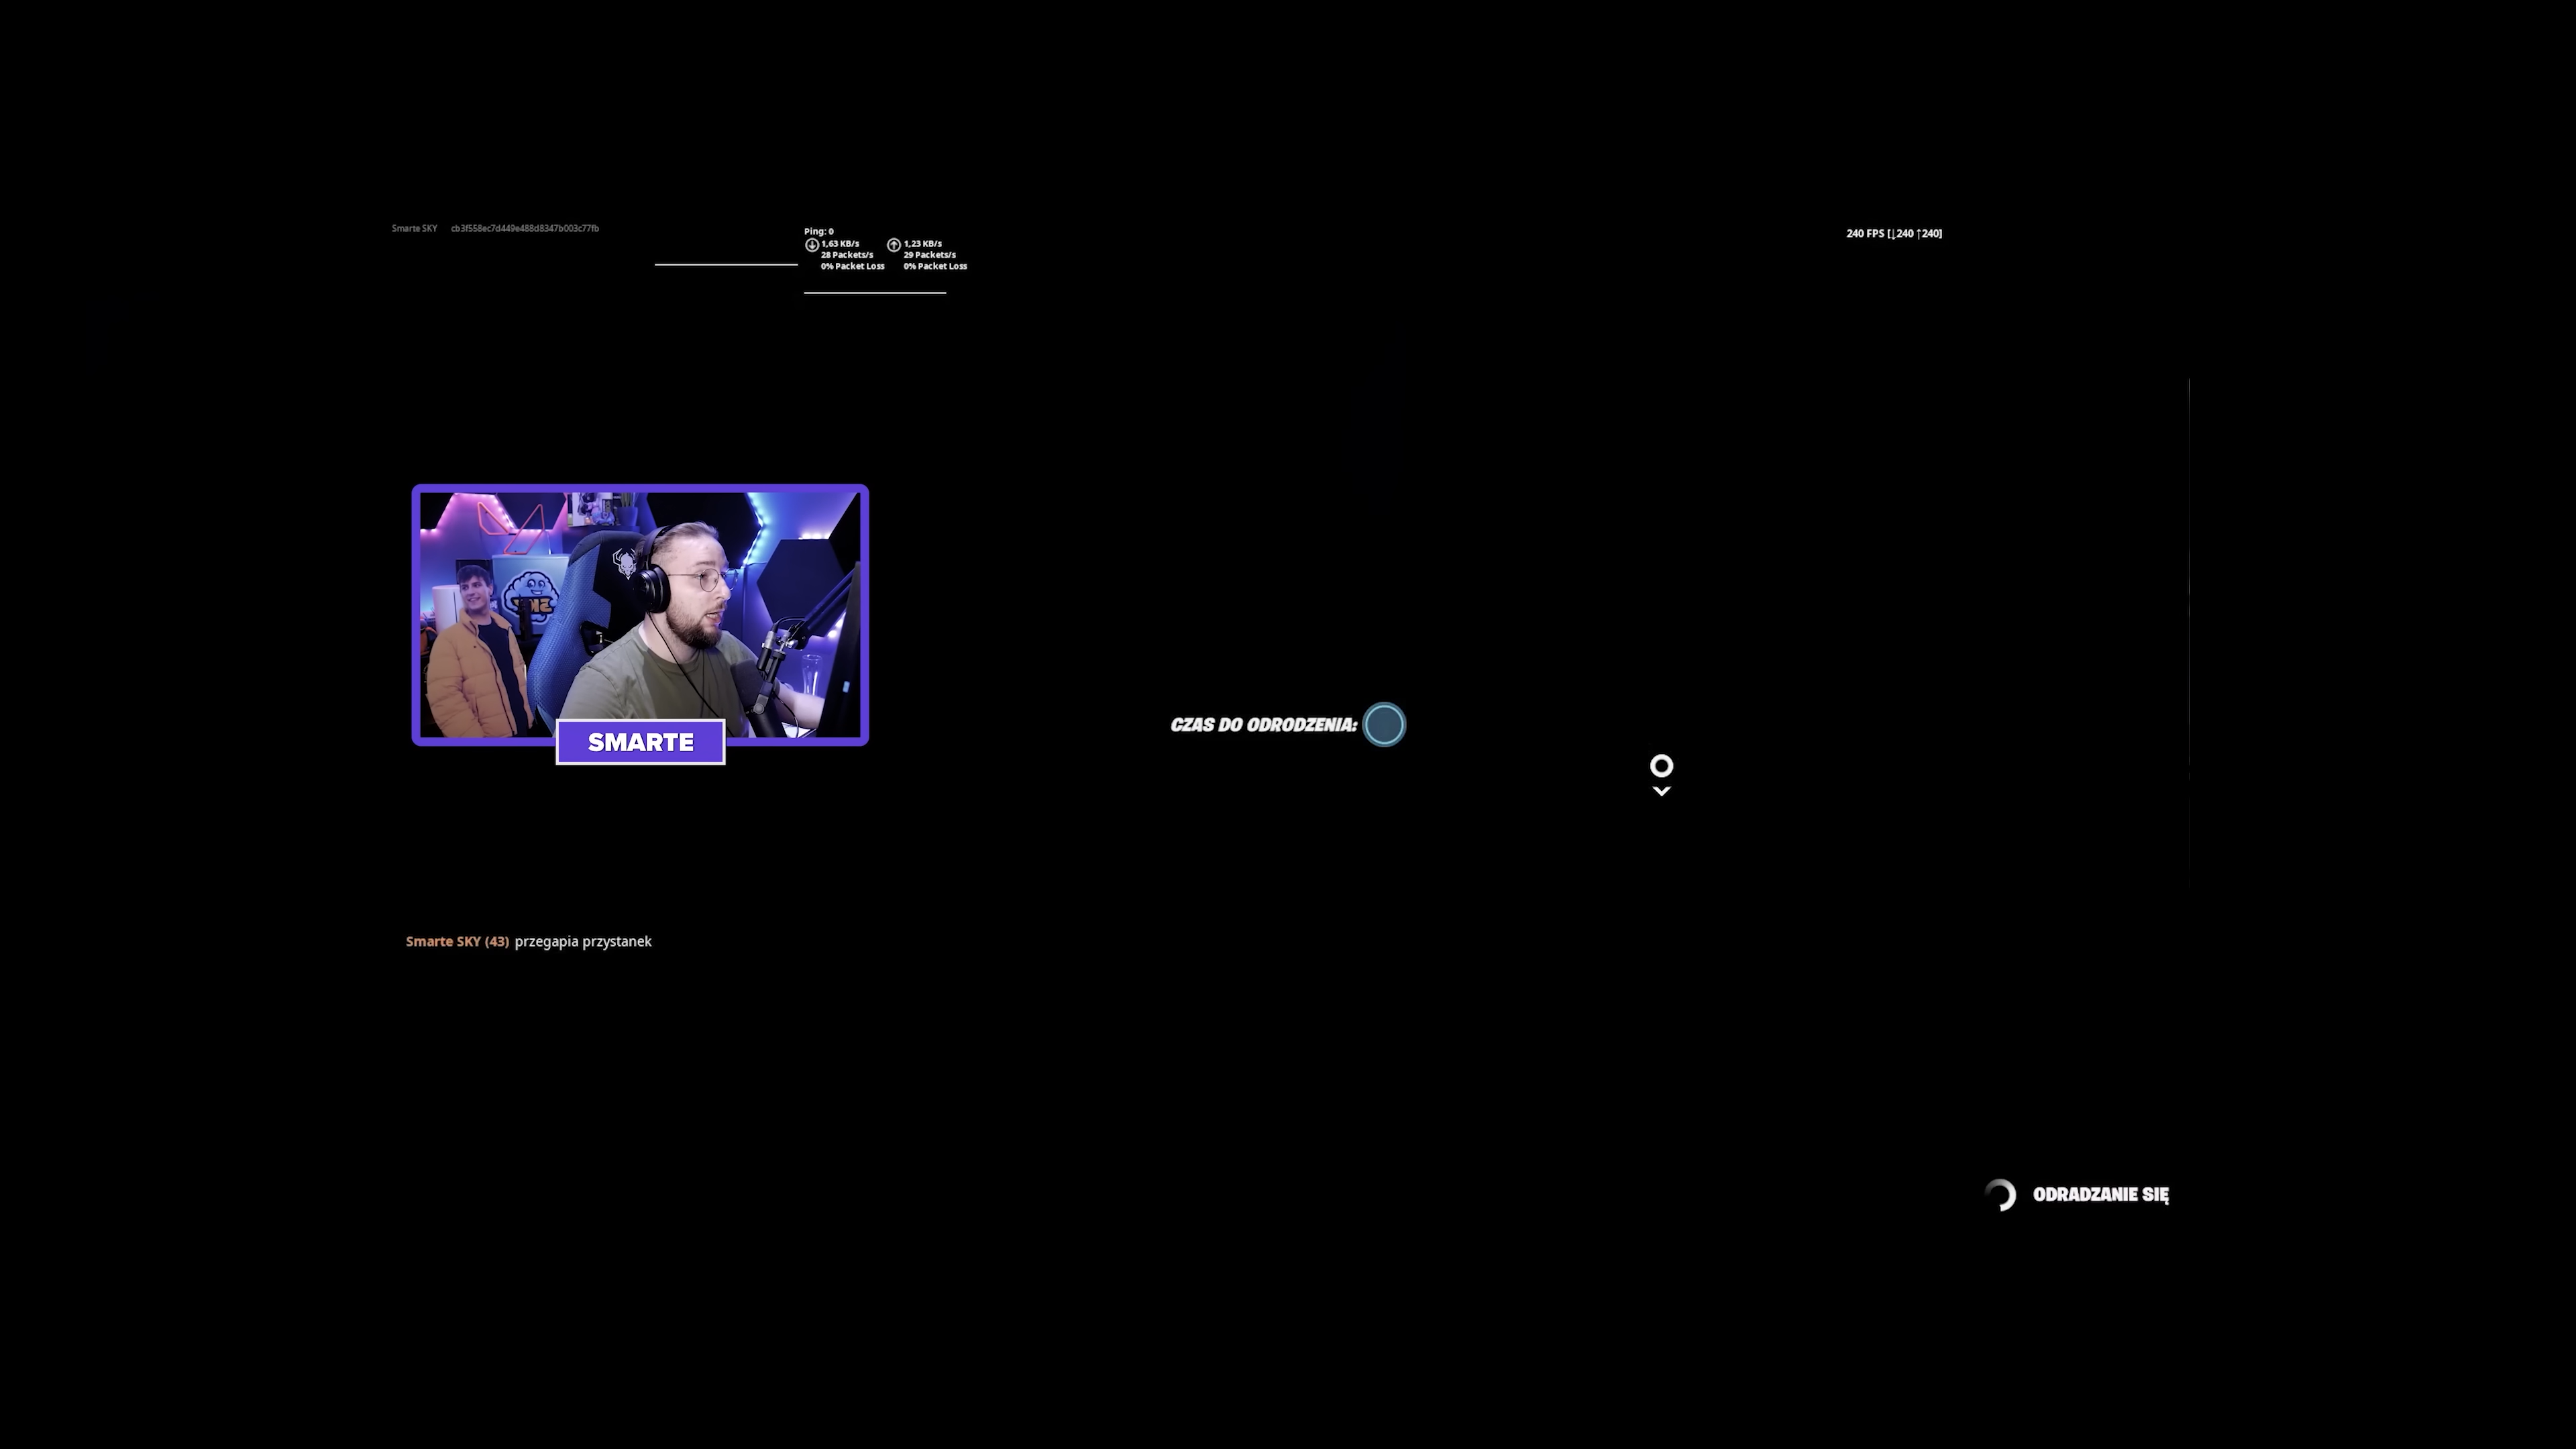 Smarte SKY cb3f558ec7d449e488d8347b003c77fb
Ping: 0
1,63 KB/s 1,23 KB/s
28 Packets/s 29 Packets/s
0% Packet Loss 0% Packet Loss
240 FPS [↓240 ↑240]
SMARTE
CZAS DO ODRODZENIA:
Smarte SKY (43) przegapia przystanek
ODRADZANIE SIĘ